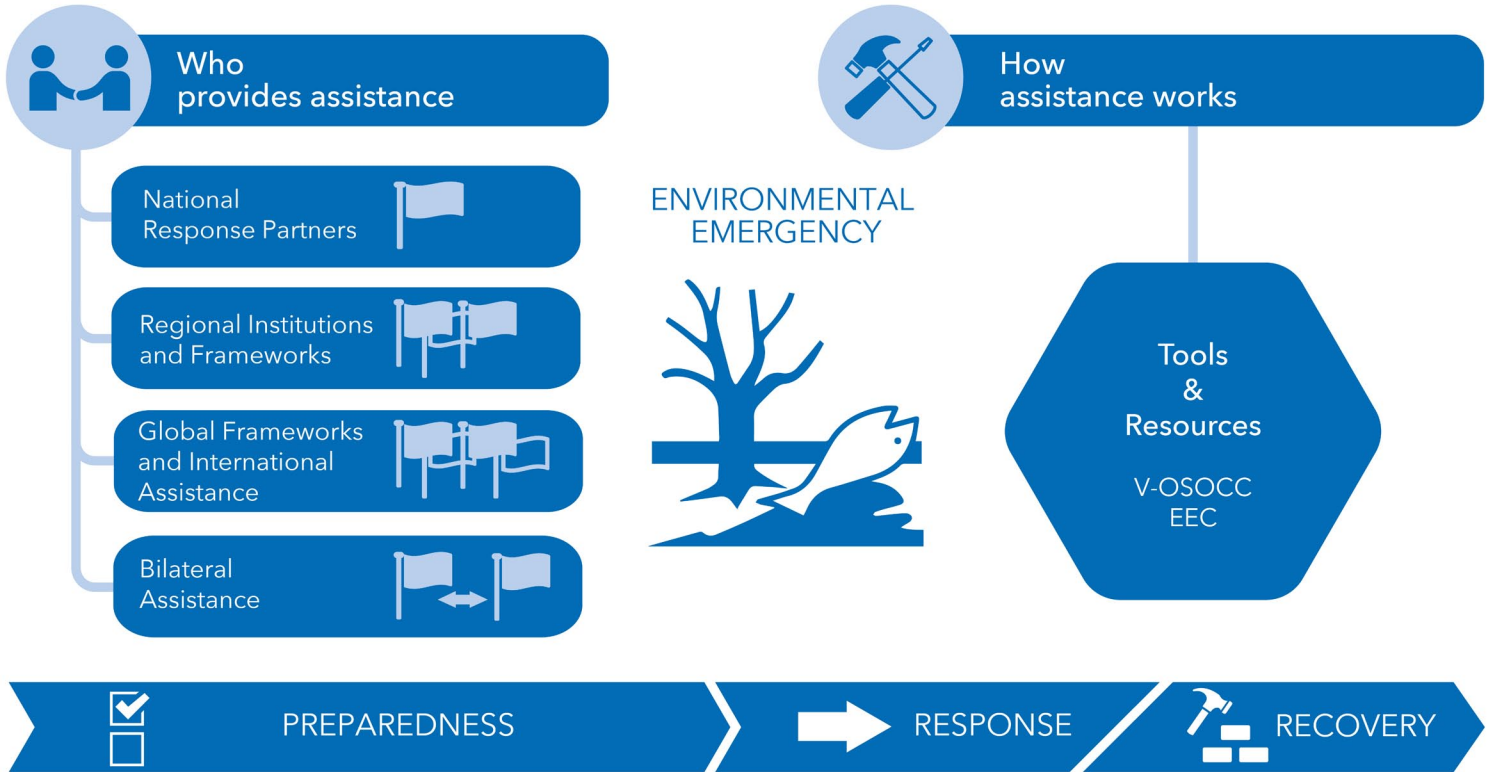 Who
provides assistance
National
Response Partners
Regional Institutions
and Frameworks
Global Frameworks
and International
Assistance
Bilateral
Assistance
ENVIRONMENTAL
EMERGENCY
How
assistance works
Tools
&
Resources
V-OSOCC
EEC
PREPAREDNESS
RESPONSE
RECOVERY